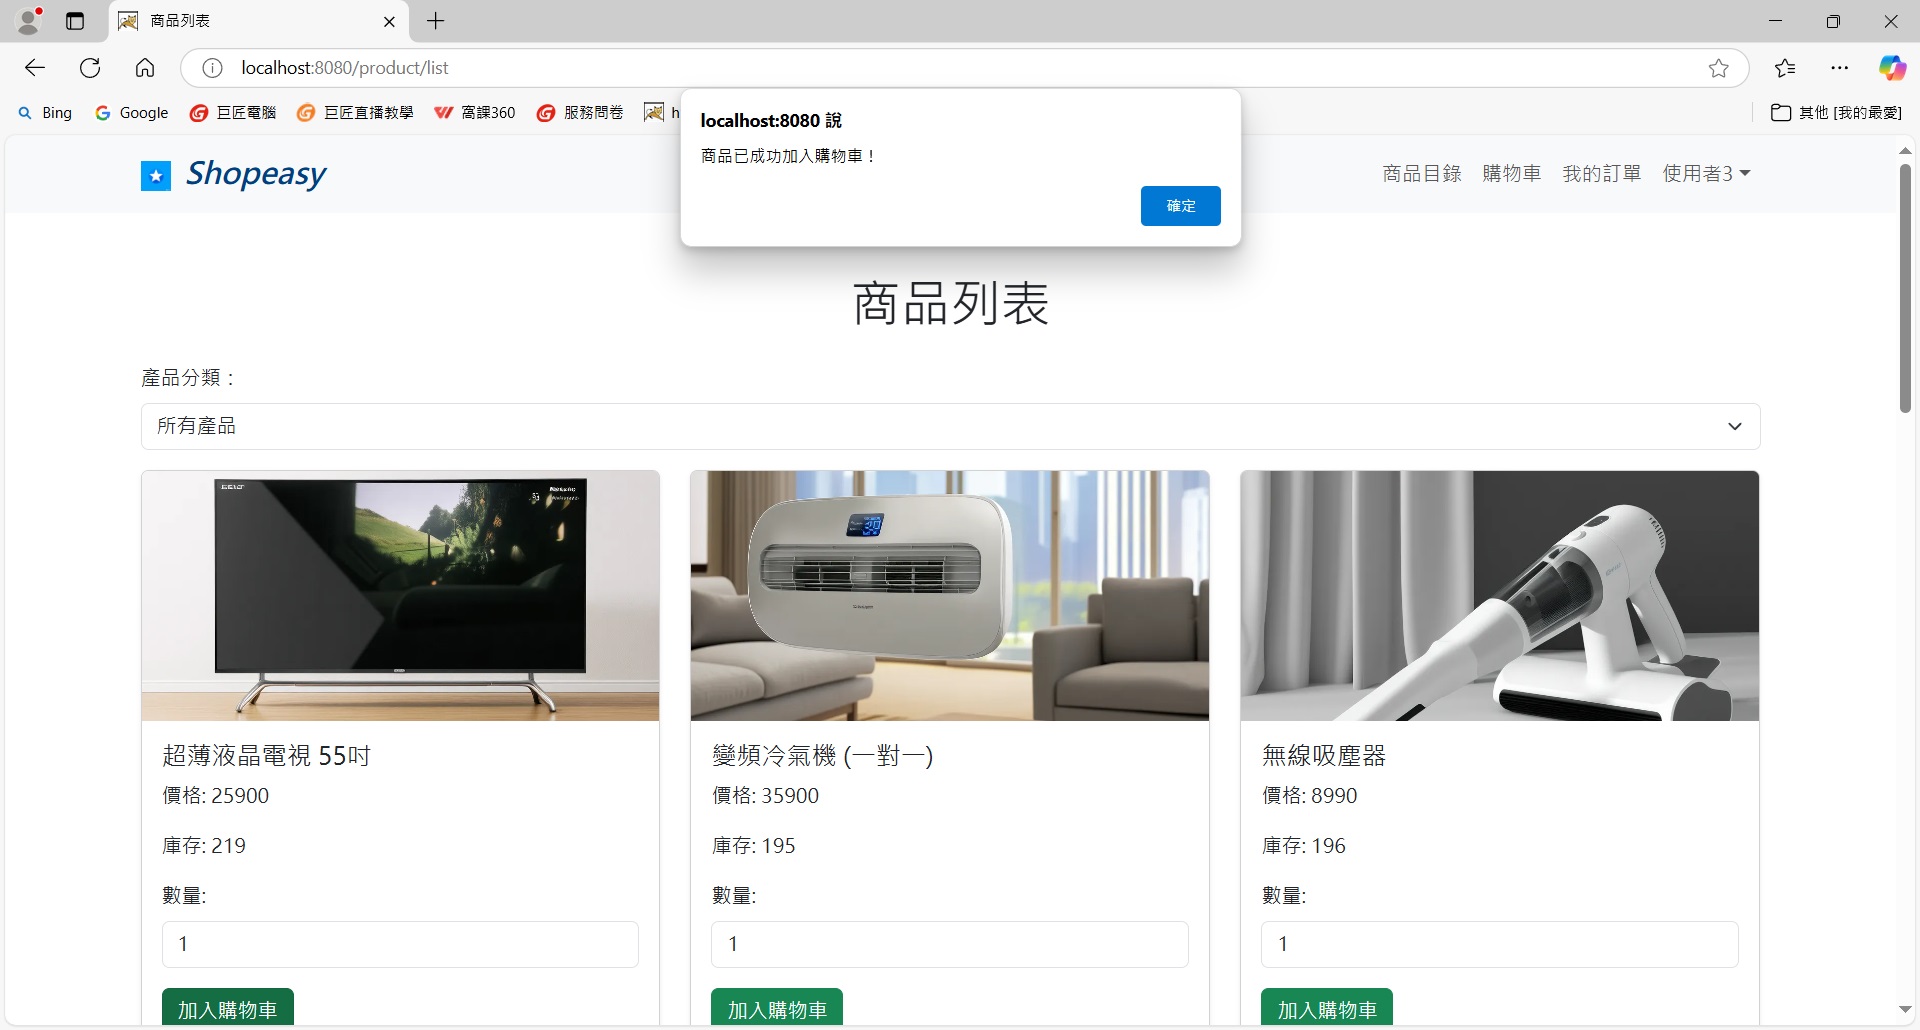 商品列表
localhost:8080/product/list
Bing
Google
巨匠電腦
巨匠直播教學
窩課360
服務問卷
h
其他 [我的最愛]
localhost:8080 說
商品已成功加入購物車！
確定
Shopeasy
商品目錄
購物車
我的訂單
使用者3
商品列表
產品分類：
所有產品
超薄液晶電視 55吋
價格: 25900
庫存: 219
數量:
1
加入購物車
變頻冷氣機 (一對一)
價格: 35900
庫存: 195
數量:
1
加入購物車
無線吸塵器
價格: 8990
庫存: 196
數量:
1
加入購物車